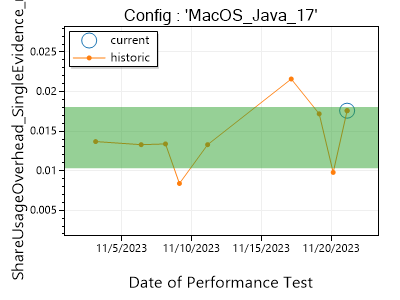 Config : 'MacOS_Java_17'
current
historic
0.025
0.02
0.015
0.01
0.005
ShareUsageOverhead_SingleEvidence_
11/5/2023
11/10/2023
11/15/2023
11/20/2023
Date of Performance Test